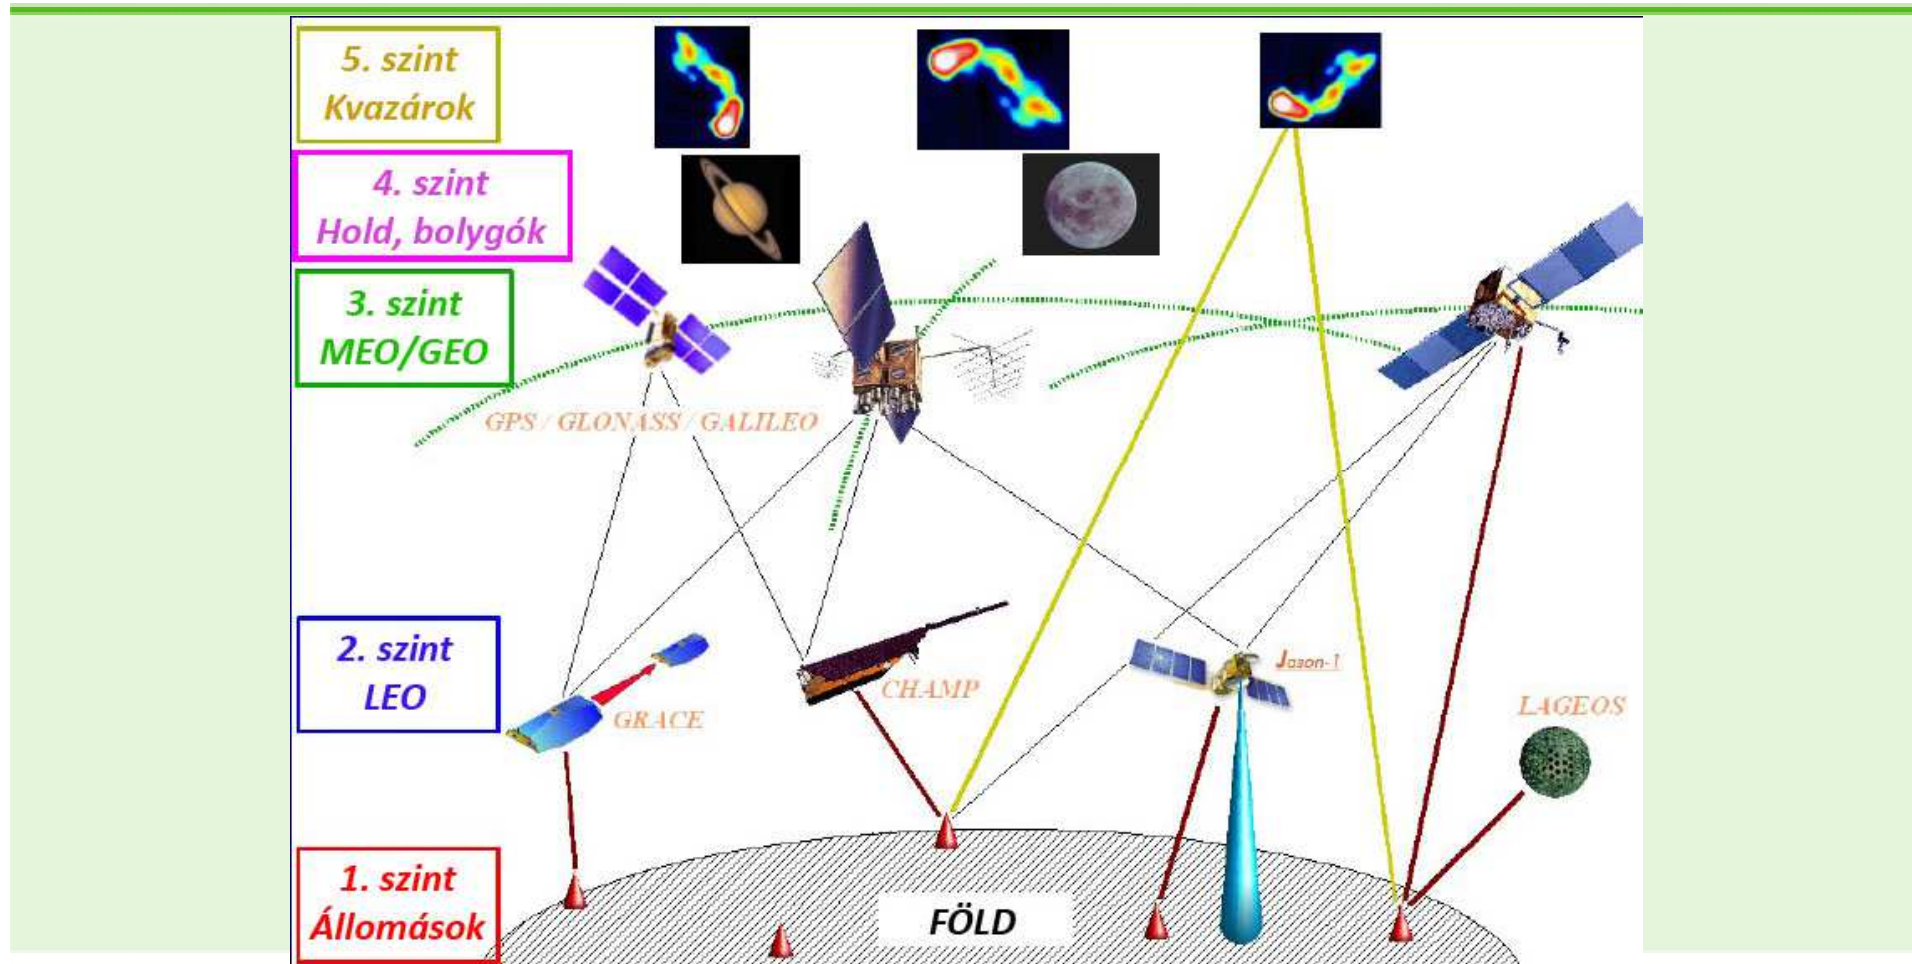 5. szint
Kvazárok
4. szint
Hold, bolygók
3. szint
MEO/GEO
GPS / GLONASS / GALILEO
2. szint
LEO
GRACE
CHAMP
Jason-1
LAGEOS
1. szint
Állomások
FÖLD